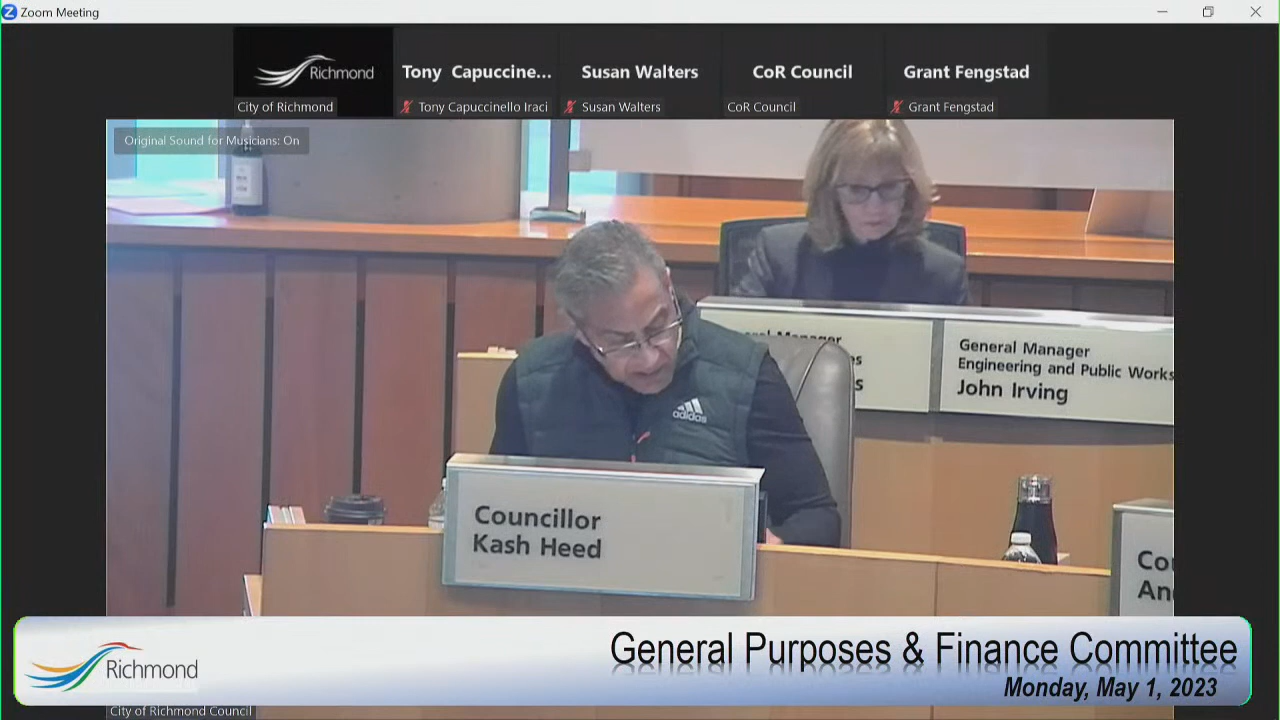 Zoom Meeting
Richmond
Tony Capuccine...
Susan Walters
CoR Council
Grant Fengstad
City of Richmond
Tony Capuccinello Iraci
Susan Walters
CoR Council
Grant Fengstad
Original Sound for Musicians: On
adidas
General Manager
Engineering and Public Works
John Irving
Councillor
Kash Heed
Richmond
General Purposes & Finance Committee
Monday, May 1, 2023
City of Richmond Council